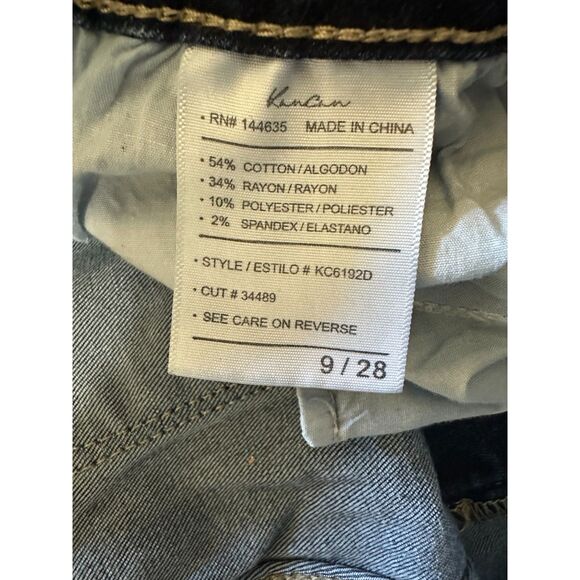 KanCan
• RN# 144635 MADE IN CHINA
• 54% COTTON / ALGODON
• 34% RAYON / RAYON
• 10% POLYESTER / POLIESTER
• 2% SPANDEX / ELASTANO
• STYLE / ESTILO # KC6192D
• CUT # 34489
• SEE CARE ON REVERSE
9 / 28